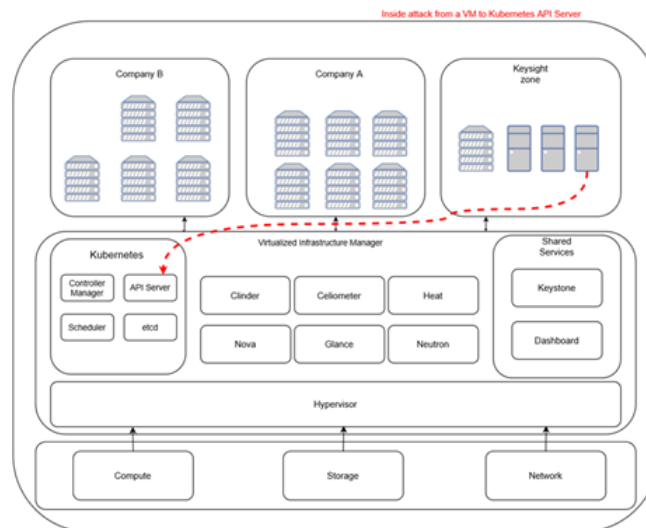 Inside attack from a VM to Kubernetes API Server
Company B
Company A
Keysight
zone
Kubernetes
Virtualized Infrastructure Manager
Shared
Services
Controller
Manager
API Server
Scheduler
etcd
Clinder
Celiometer
Heat
Nova
Glance
Neutron
Keystone
Dashboard
Hypervisor
Compute
Storage
Network